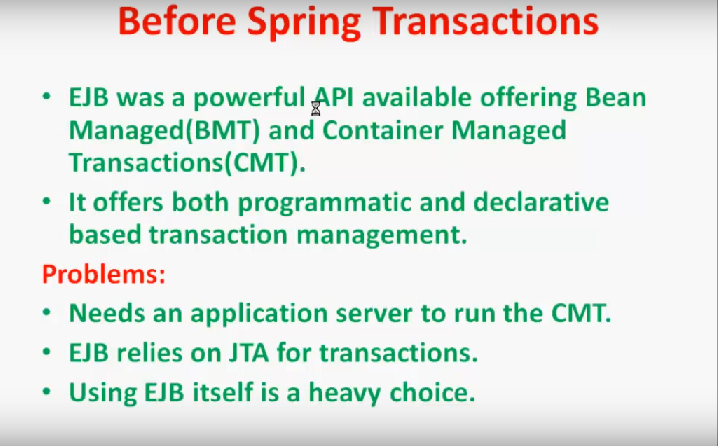 Before Spring Transactions
• EJB was a powerful API available offering Bean
Managed(BMT) and Container Managed
Transactions(CMT).
• It offers both programmatic and declarative
based transaction management.
Problems:
• Needs an application server to run the CMT.
• EJB relies on JTA for transactions.
• Using EJB itself is a heavy choice.